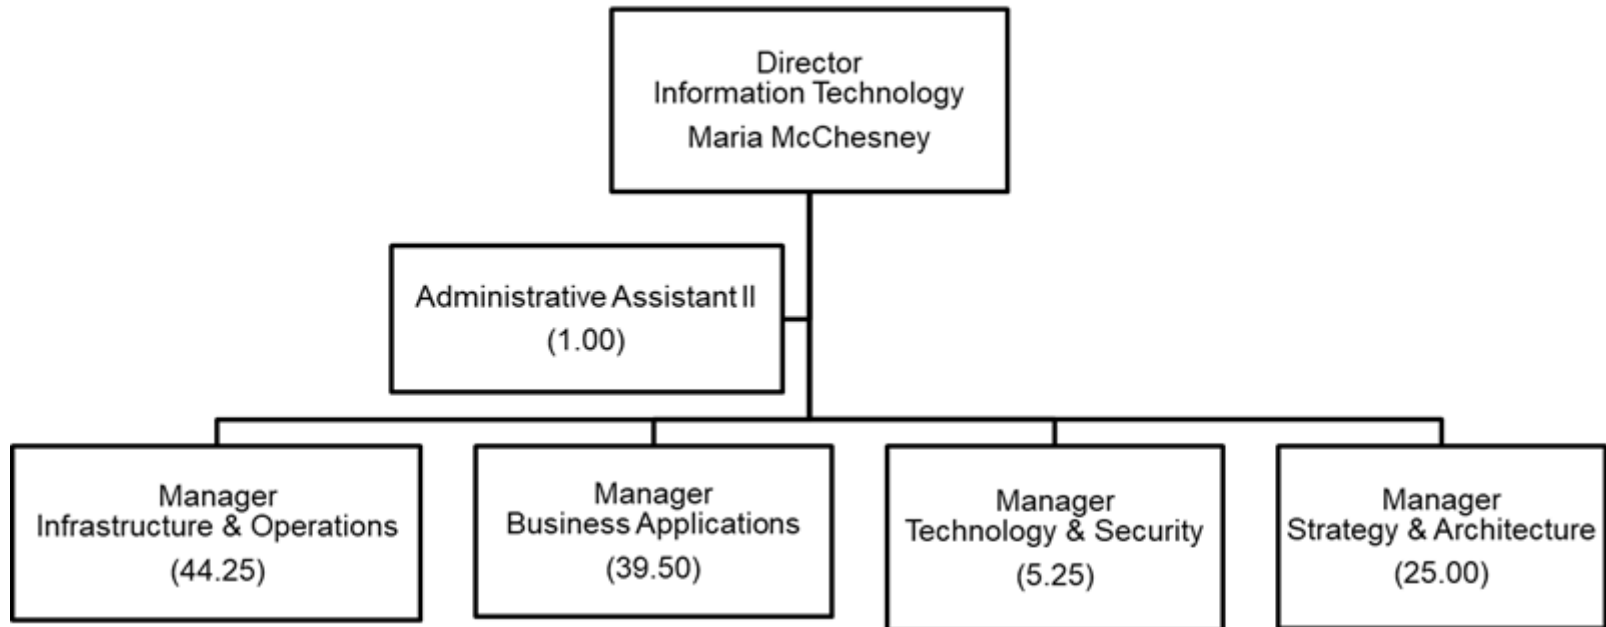 Director
Information Technology
Maria McChesney
Administrative Assistant II
(1.00)
Manager
Infrastructure & Operations
(44.25)
Manager
Business Applications
(39.50)
Manager
Technology & Security
(5.25)
Manager
Strategy & Architecture
(25.00)